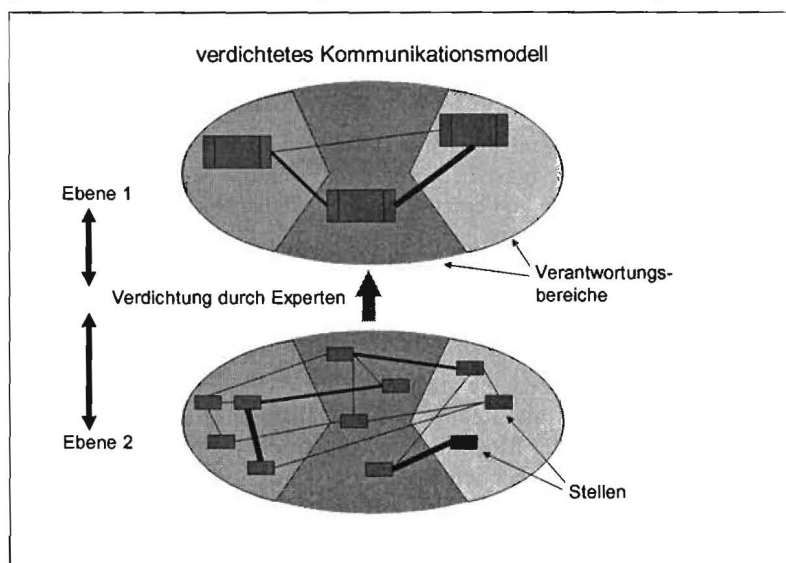 verdichtetes Kommunikationsmodell
Ebene 1
Verantwortungs-
bereiche
Verdichtung durch Experten
Ebene 2
Stellen